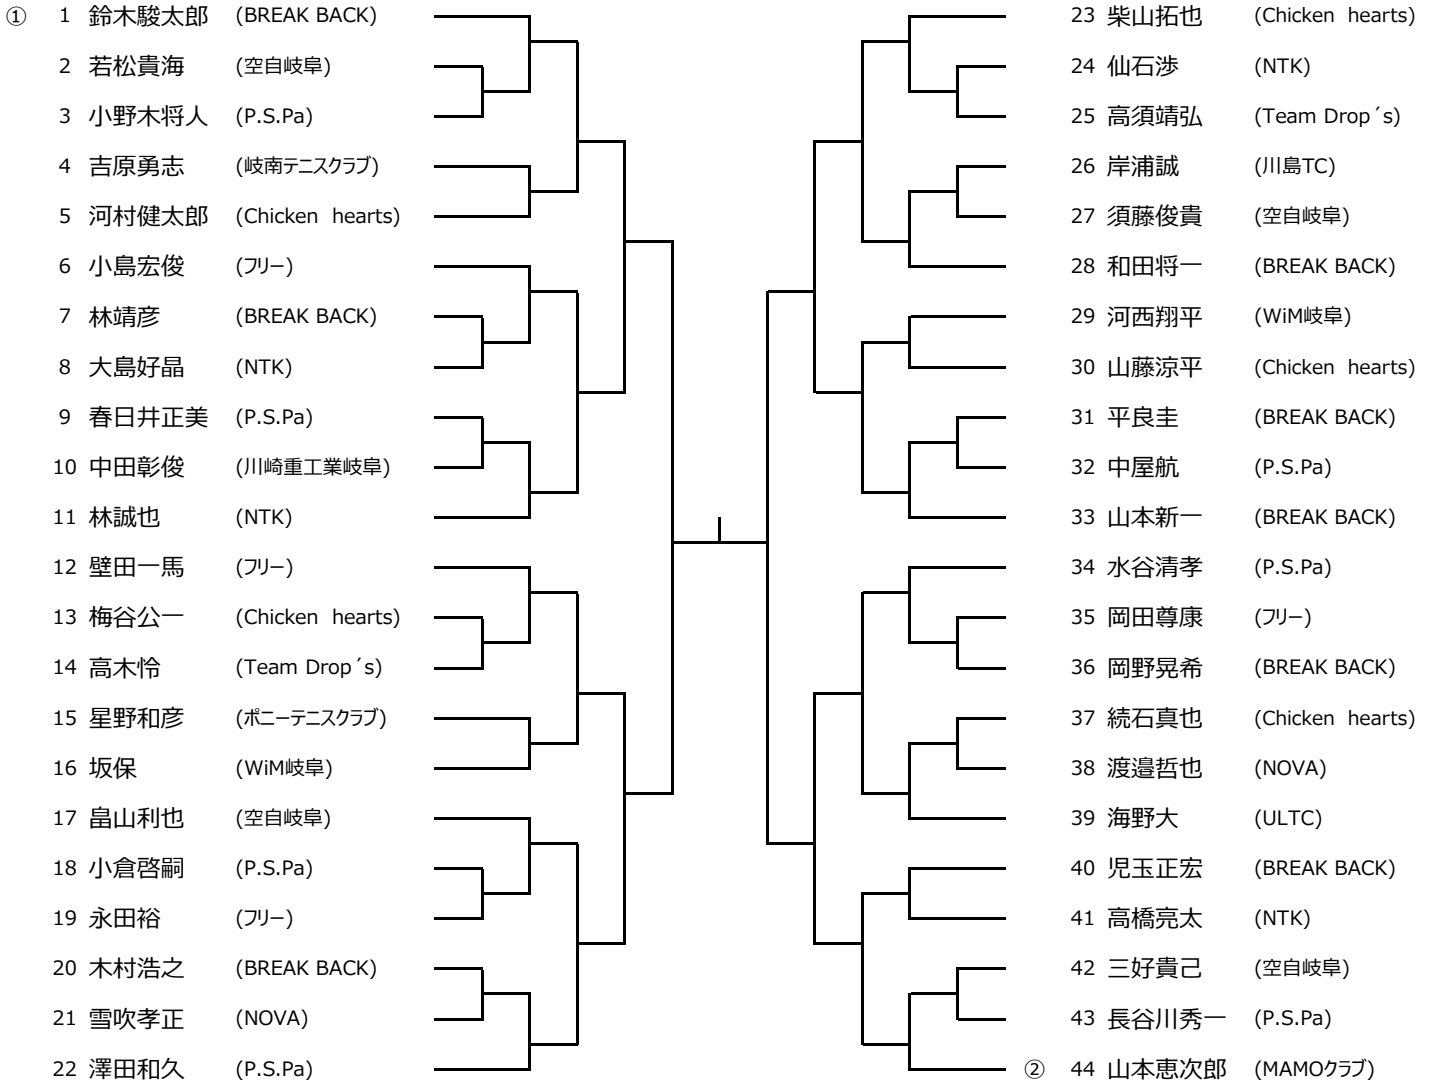 ① 1 鈴木駿太郎 (BREAK BACK)
2 若松貴海 (空自岐阜)
3 小野木将人 (P.S.Pa)
4 吉原勇志 (岐南テニスクラブ)
5 河村健太郎 (Chicken hearts)
6 小島宏俊 (フリー)
7 林靖彦 (BREAK BACK)
8 大島好晶 (NTK)
9 春日井正美 (P.S.Pa)
10 中田彰俊 (川崎重工業岐阜)
11 林誠也 (NTK)
12 壁田一馬 (フリー)
13 梅谷公一 (Chicken hearts)
14 高木怜 (Team Drop´s)
15 星野和彦 (ポニーテニスクラブ)
16 坂保 (WiM岐阜)
17 畠山利也 (空自岐阜)
18 小倉啓嗣 (P.S.Pa)
19 永田裕 (フリー)
20 木村浩之 (BREAK BACK)
21 雪吹孝正 (NOVA)
22 澤田和久 (P.S.Pa)
23 柴山拓也 (Chicken hearts)
24 仙石渉 (NTK)
25 高須靖弘 (Team Drop´s)
26 岸浦誠 (川島TC)
27 須藤俊貴 (空自岐阜)
28 和田将一 (BREAK BACK)
29 河西翔平 (WiM岐阜)
30 山藤涼平 (Chicken hearts)
31 平良圭 (BREAK BACK)
32 中屋航 (P.S.Pa)
33 山本新一 (BREAK BACK)
34 水谷清孝 (P.S.Pa)
35 岡田尊康 (フリー)
36 岡野晃希 (BREAK BACK)
37 続石真也 (Chicken hearts)
38 渡邉哲也 (NOVA)
39 海野大 (ULTC)
40 児玉正宏 (BREAK BACK)
41 高橋亮太 (NTK)
42 三好貴己 (空自岐阜)
43 長谷川秀一 (P.S.Pa)
② 44 山本恵次郎 (MAMOクラブ)